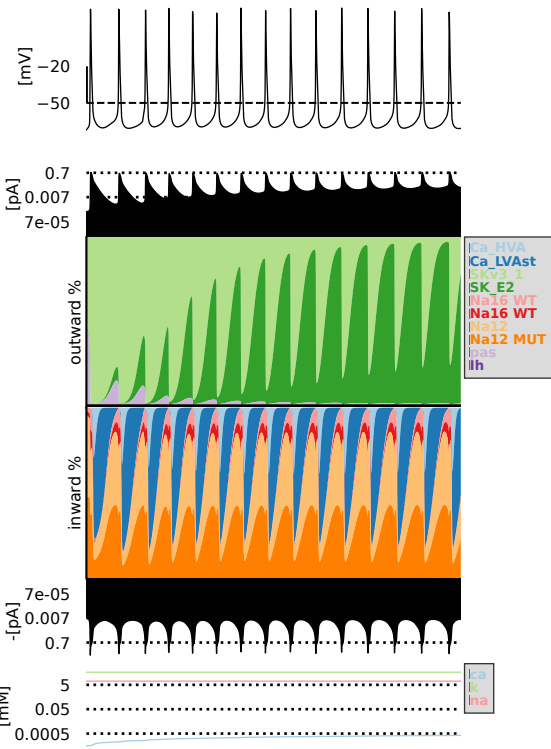 [mV]
−20
−50
[pA]
0.7
0.007
7e-05
outward %
Ca_HVA
Ca_LVAst
SKv3_1
SK_E2
Na16 WT
Na16 WT
Na12
Na12 MUT
pas
Ih
inward %
-[pA]
7e-05
0.007
0.7
[mM]
5
0.05
0.0005
ca
k
na